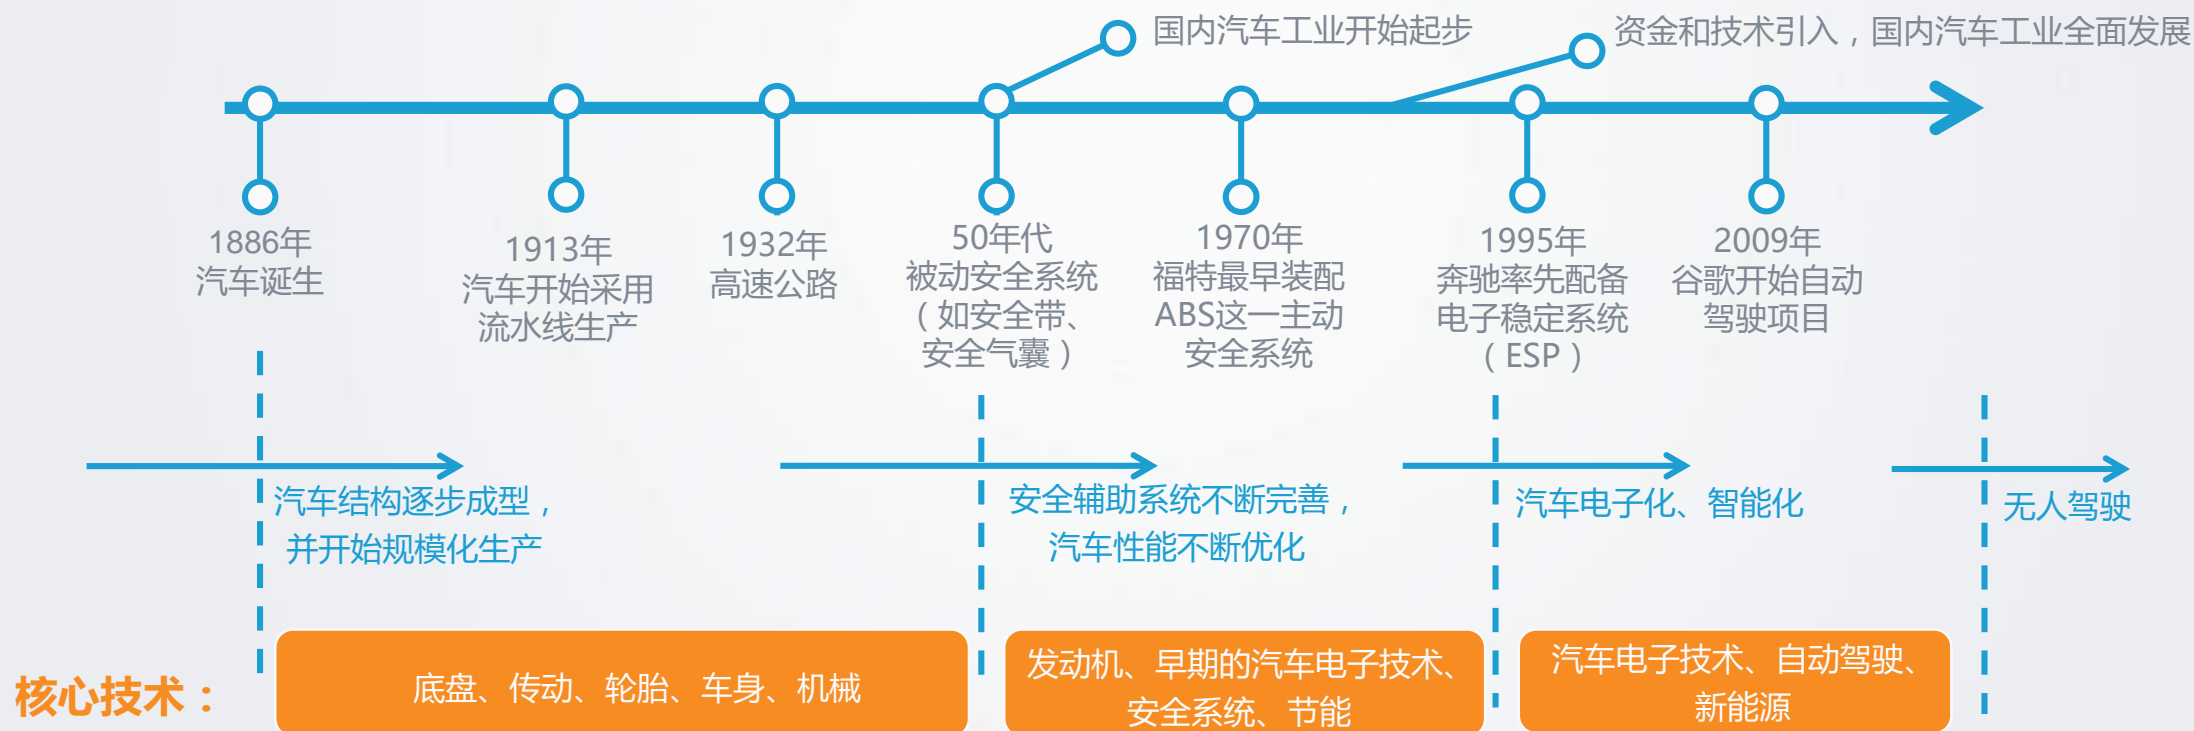 国内汽车工业开始起步
资金和技术引入，国内汽车工业全面发展
1886年
汽车诞生
1913年
汽车开始采用
流水线生产
1932年
高速公路
50年代
被动安全系统
（如安全带、
安全气囊）
1970年
福特最早装配
ABS这一主动
安全系统
1995年
奔驰率先配备
电子稳定系统
（ESP）
2009年
谷歌开始自动
驾驶项目
汽车结构逐步成型，
并开始规模化生产
安全辅助系统不断完善，
汽车性能不断优化
汽车电子化、智能化
无人驾驶
核心技术：
底盘、传动、轮胎、车身、机械
发动机、早期的汽车电子技术、
安全系统、节能
汽车电子技术、自动驾驶、
新能源